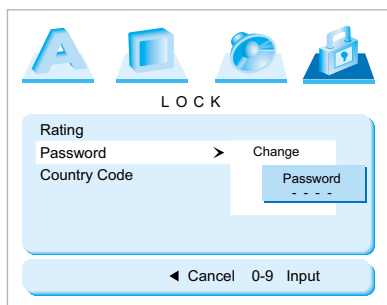 LOCK
Rating
Password > Change
Country Code
Password
- - - -
◀ Cancel 0-9 Input